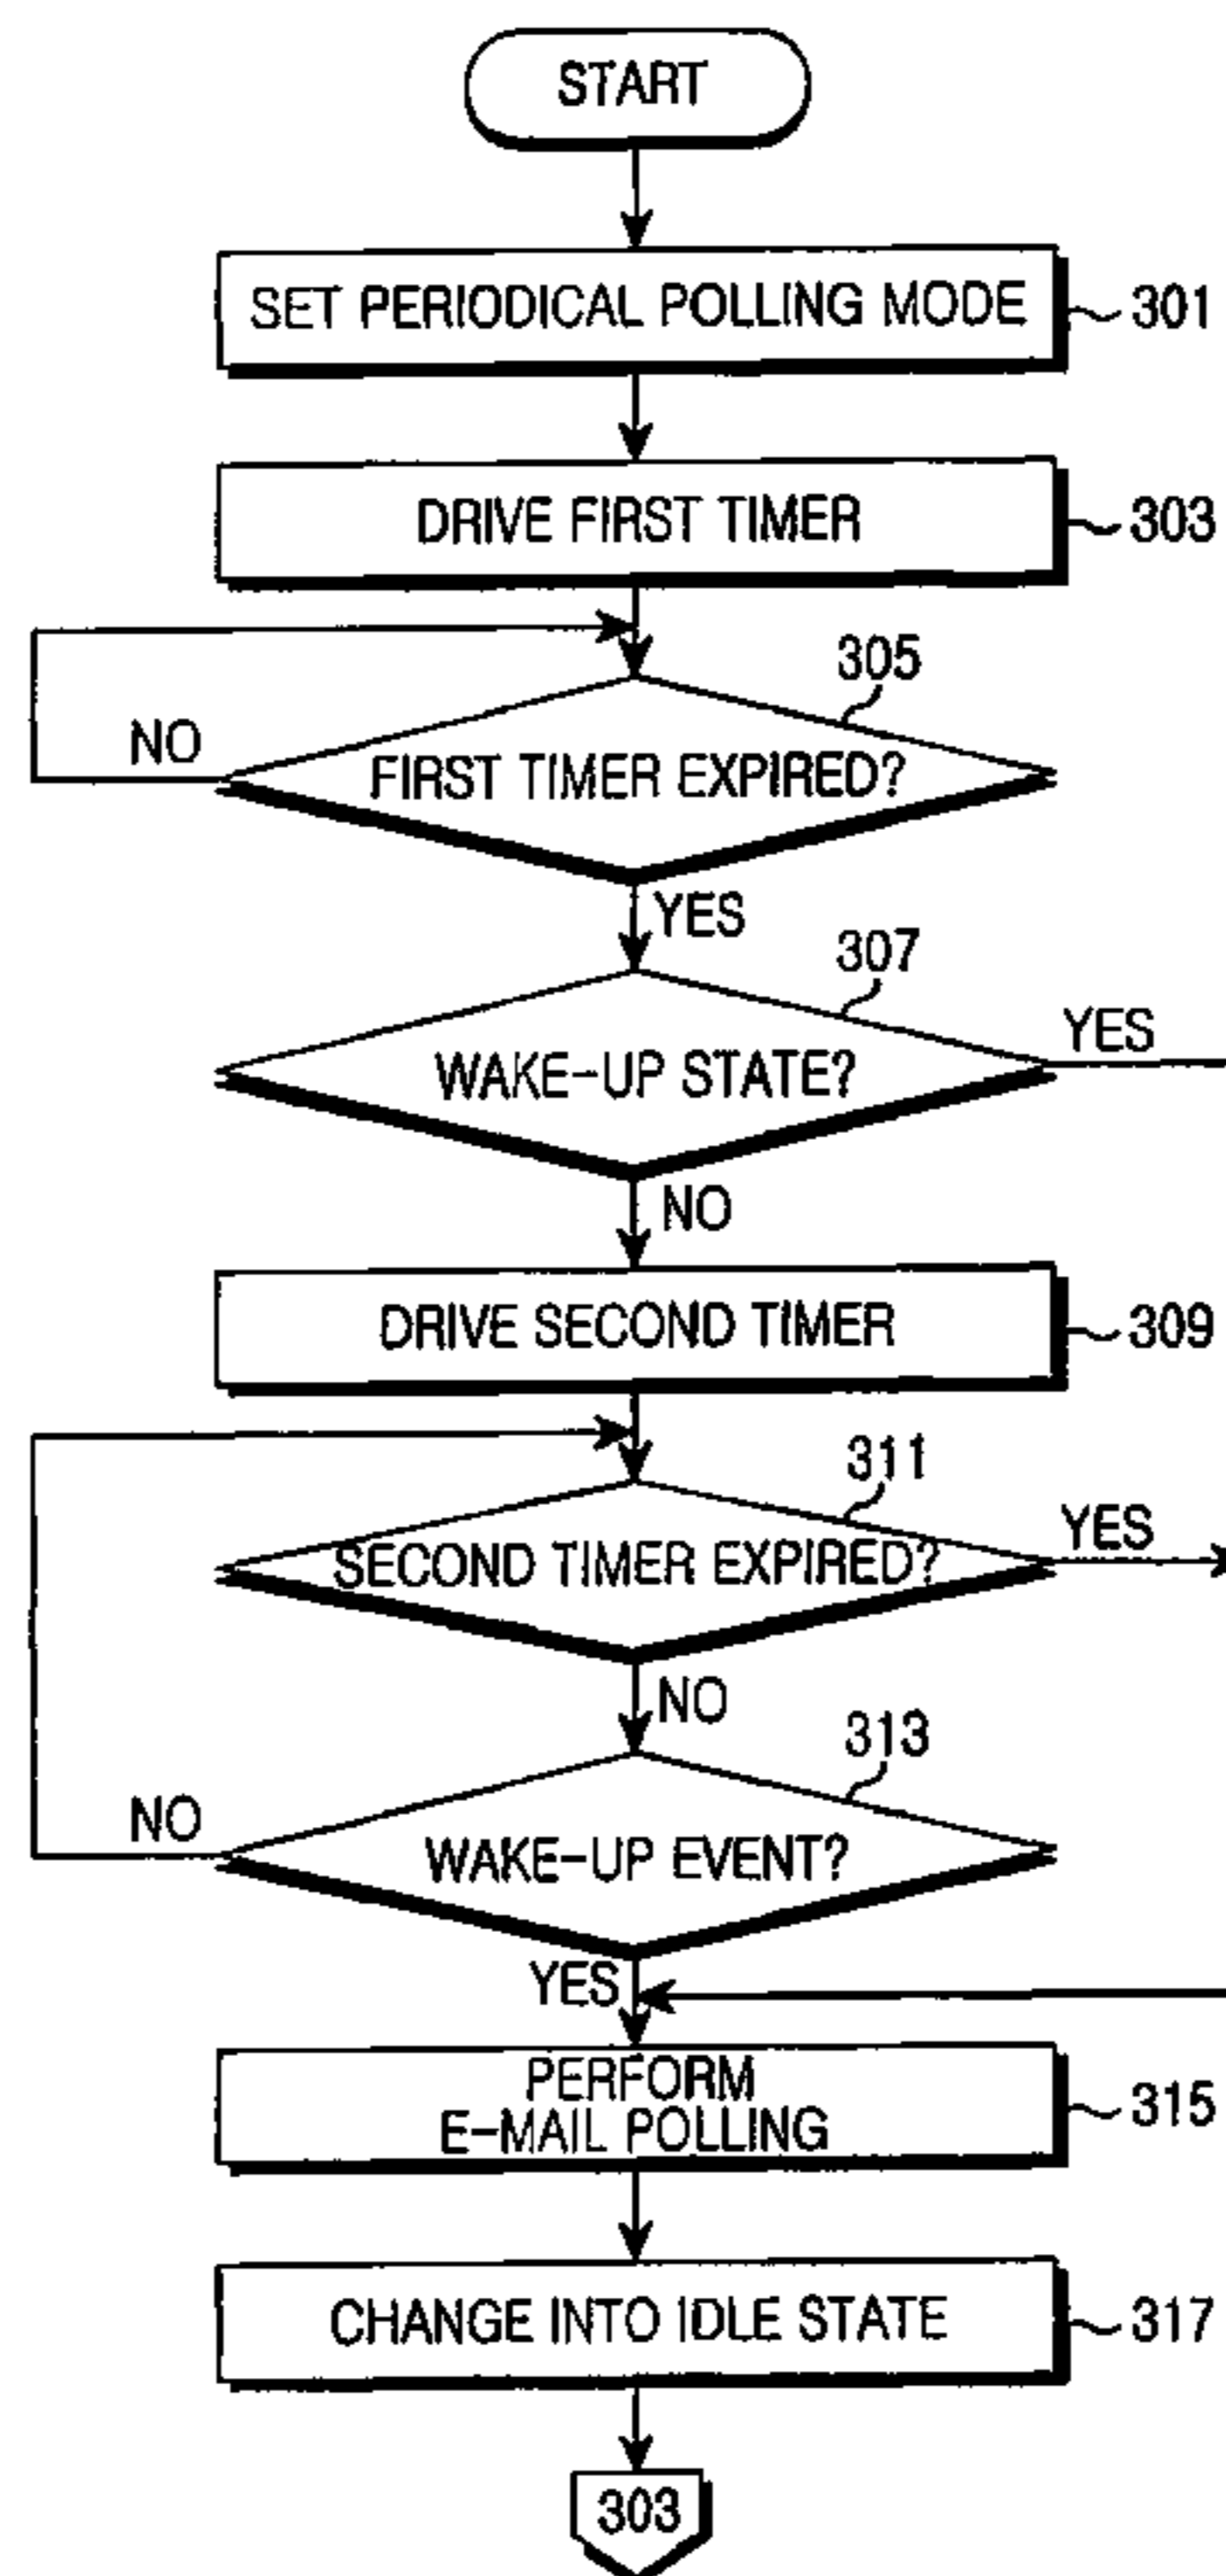 START
SET PERIODICAL POLLING MODE
301
DRIVE FIRST TIMER
303
305
NO
FIRST TIMER EXPIRED?
YES
307
YES
WAKE-UP STATE?
NO
DRIVE SECOND TIMER
309
311
YES
SECOND TIMER EXPIRED?
NO
313
NO
WAKE-UP EVENT?
YES
PERFORM
E-MAIL POLLING
315
CHANGE INTO IDLE STATE
317
303